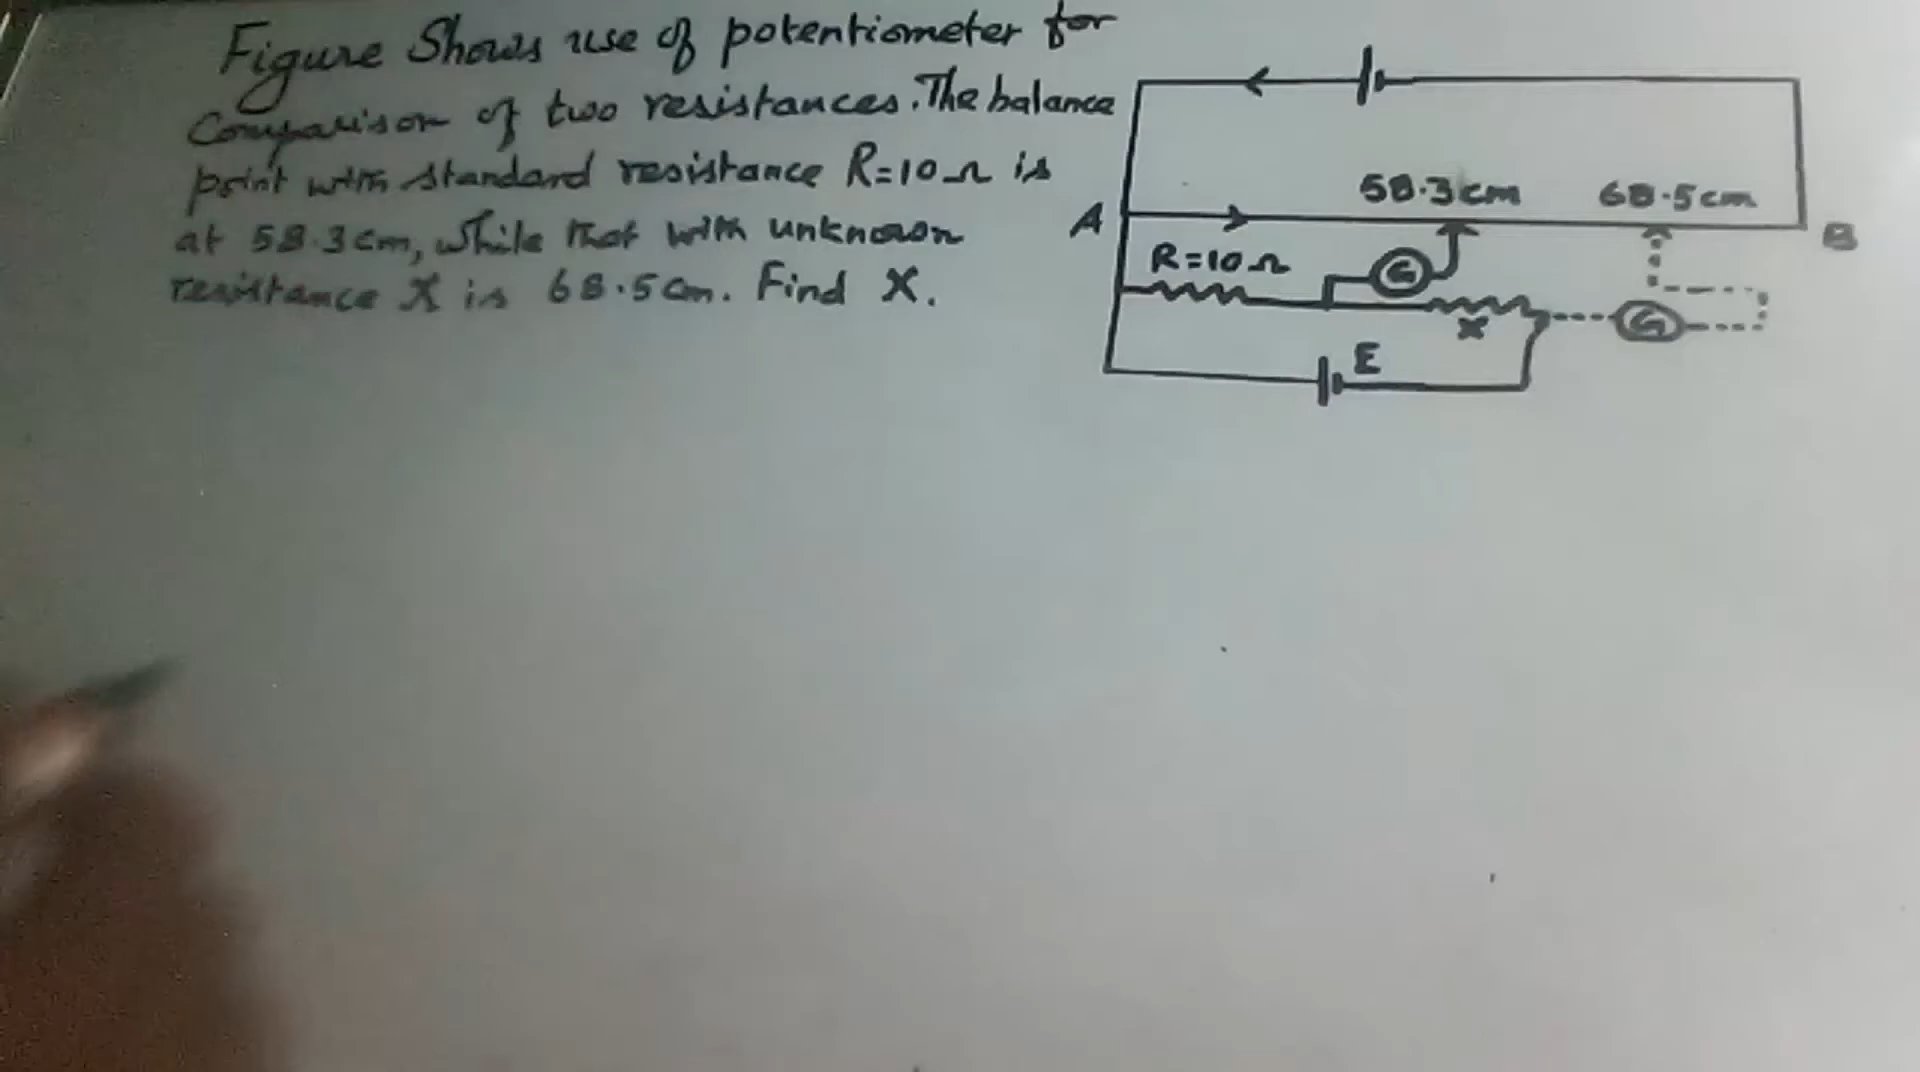 Figure Shows use of potentiometer for
Comparison of two resistances. The balance
point with standard resistance R=10Ω is
at 58.3cm, while that with unknown
resistance X is 68.5cm. Find X.
58.3cm 68.5cm
A
B
R=10Ω
G
X
G
E